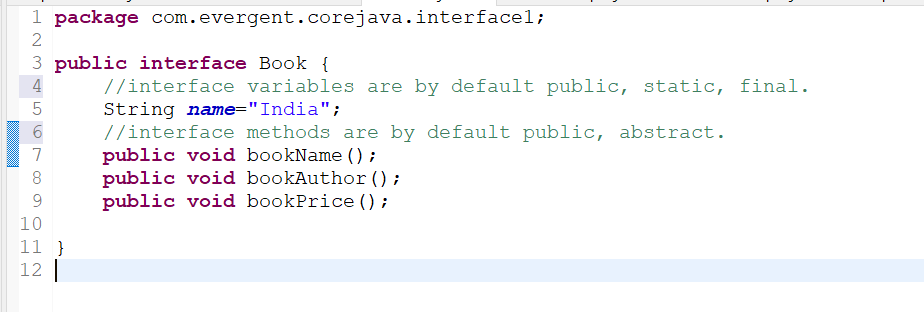 1 package com.evergent.corejava.interface1;
2
3 public interface Book {
4 //interface variables are by default public, static, final.
5 String name="India";
6 //interface methods are by default public, abstract.
7 public void bookName();
8 public void bookAuthor();
9 public void bookPrice();
10
11 }
12